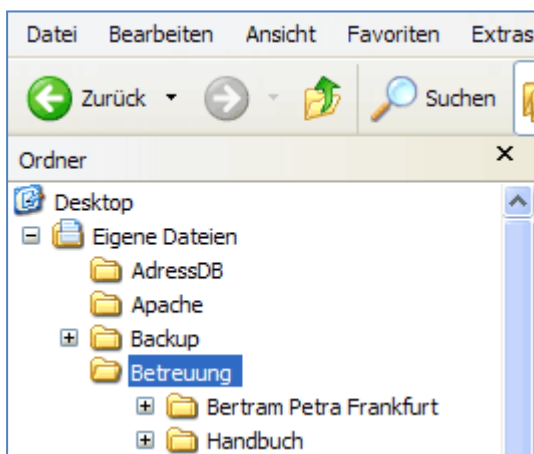 Datei Bearbeiten Ansicht Favoriten Extras
Zurück Suchen
Ordner
Desktop
Eigene Dateien
AdressDB
Apache
Backup
Betreuung
Bertram Petra Frankfurt
Handbuch